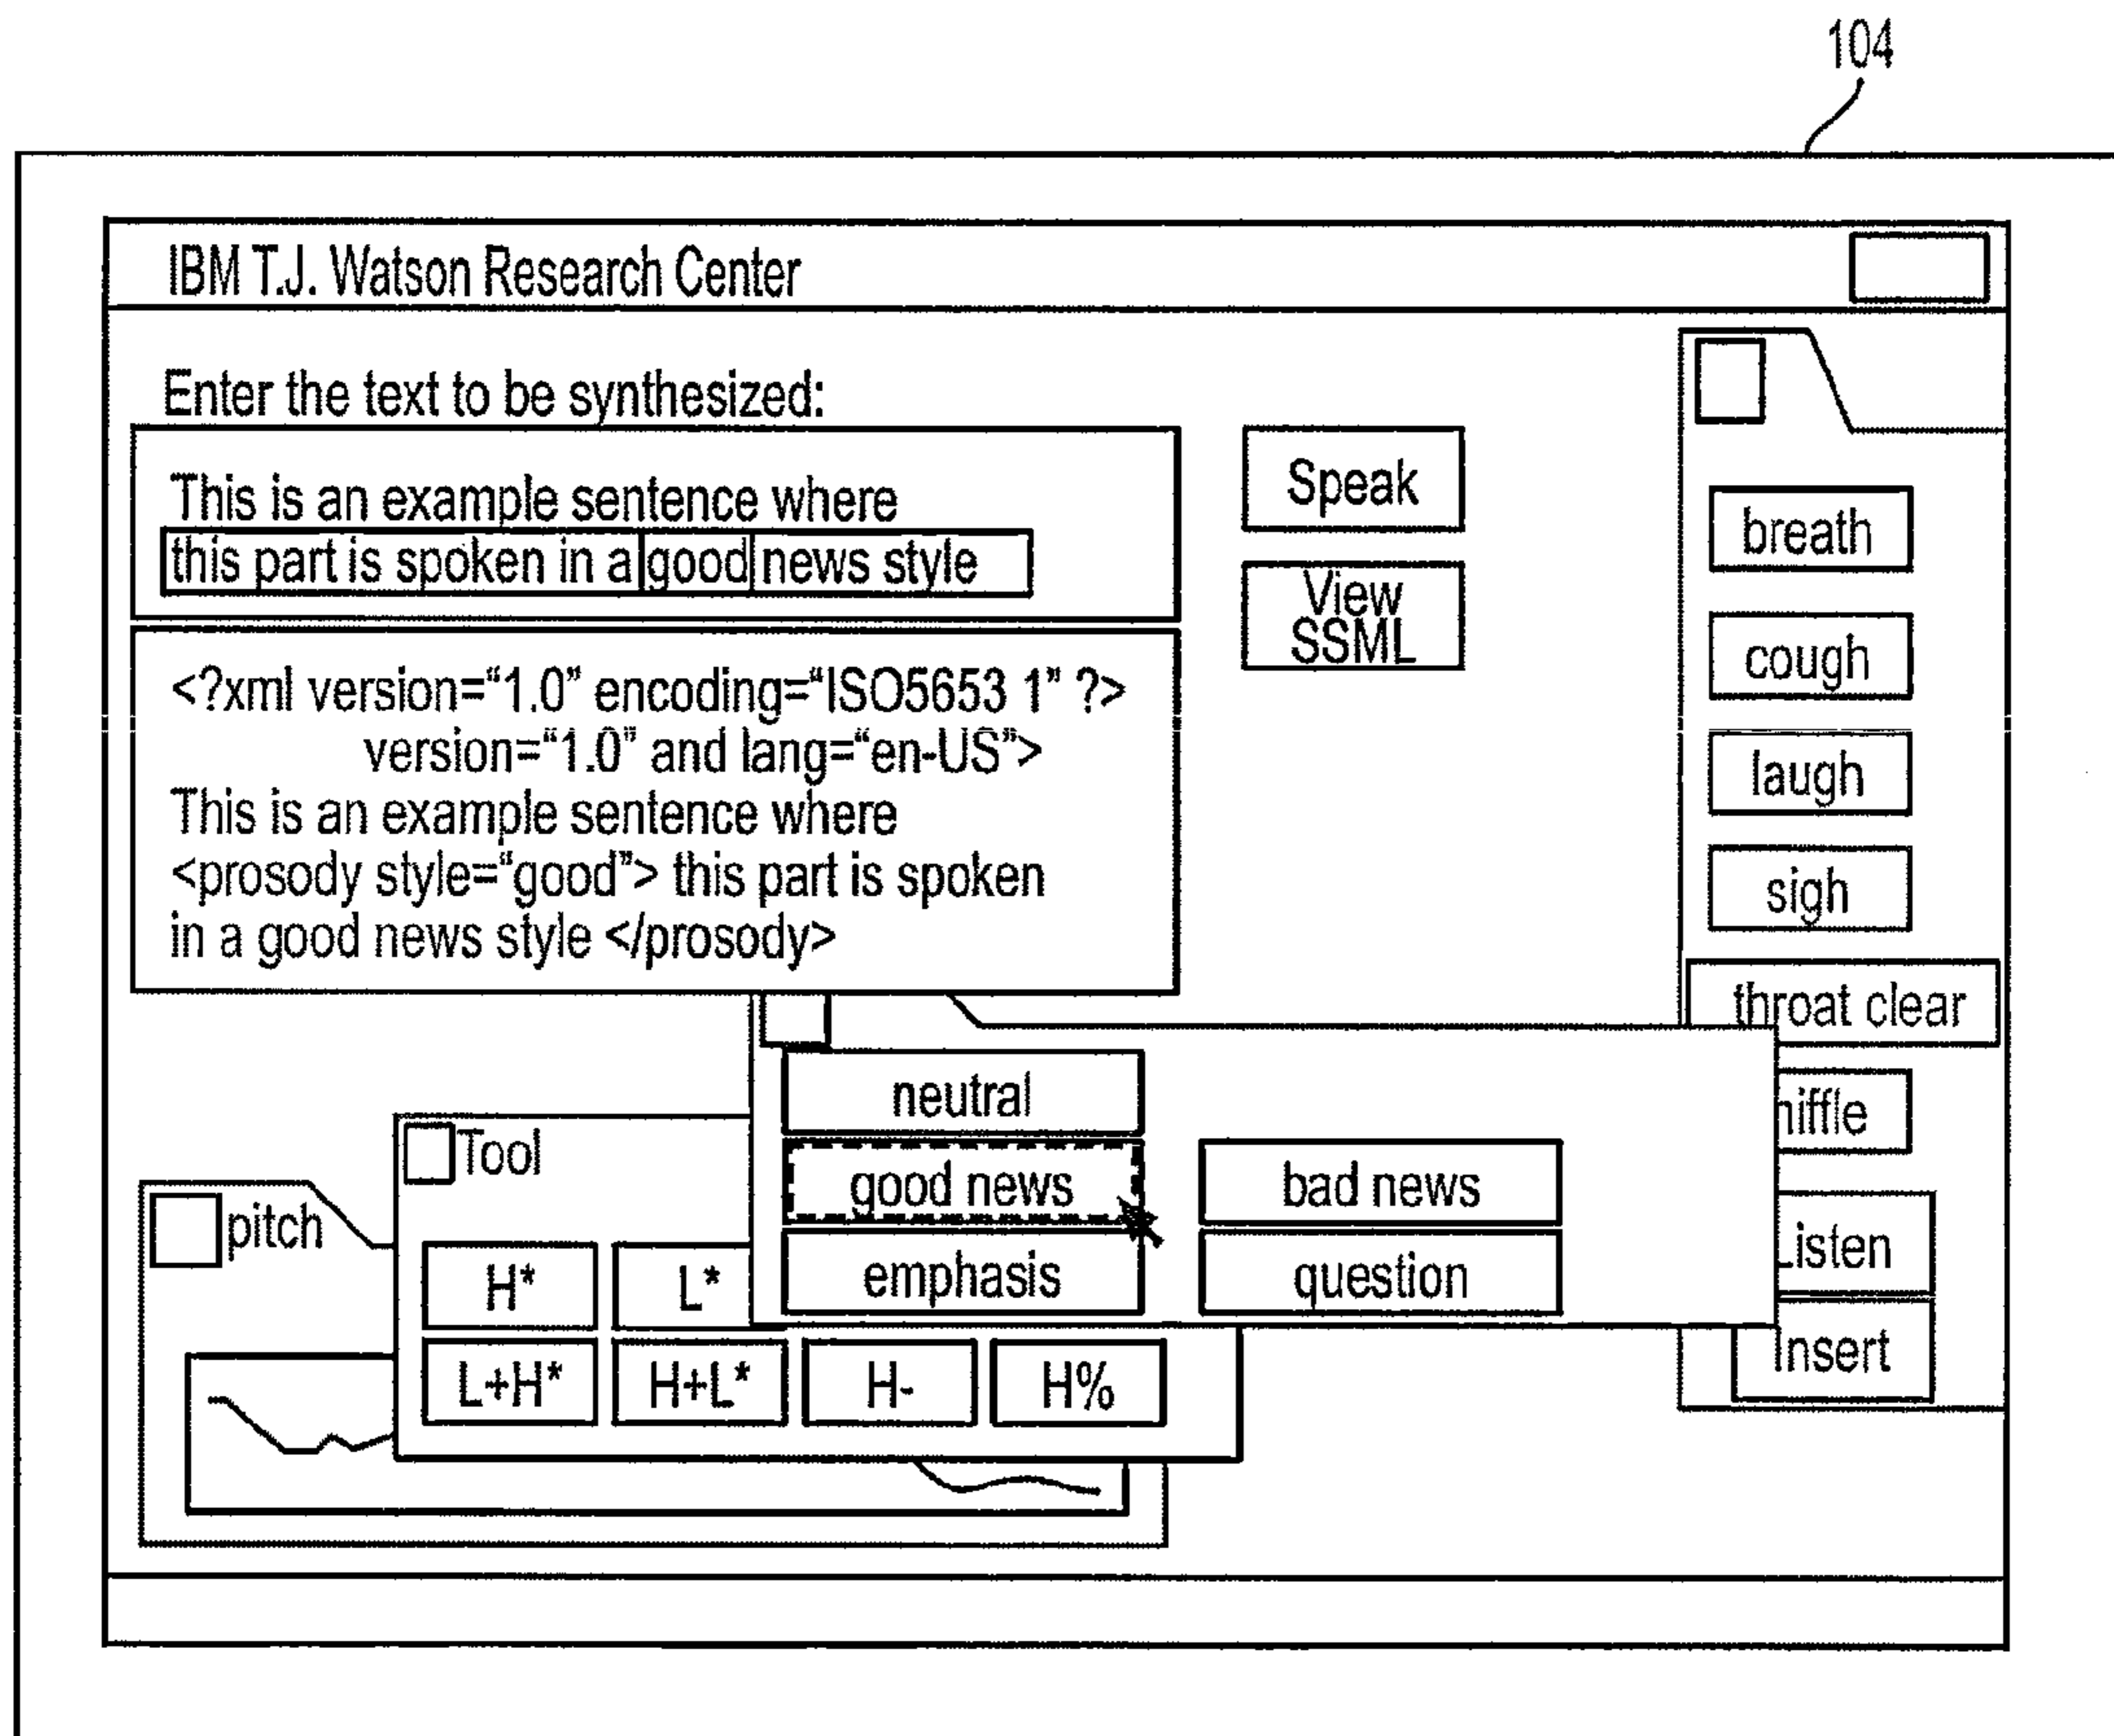 104
IBM T.J. Watson Research Center
Enter the text to be synthesized:
This is an example sentence where
this part is spoken in a good news style
Speak
View
SSML
<?xml version=“1.0” encoding=“ISO5653 1” ?>
version=“1.0” and lang=“en-US”>
This is an example sentence where
<prosody style=“good”> this part is spoken
in a good news style </prosody>
breath
cough
laugh
sigh
throat clear
niffle
Listen
Insert
neutral
good news
bad news
emphasis
question
Tool
H*
L*
L+H*
H+L*
H-
H%
pitch